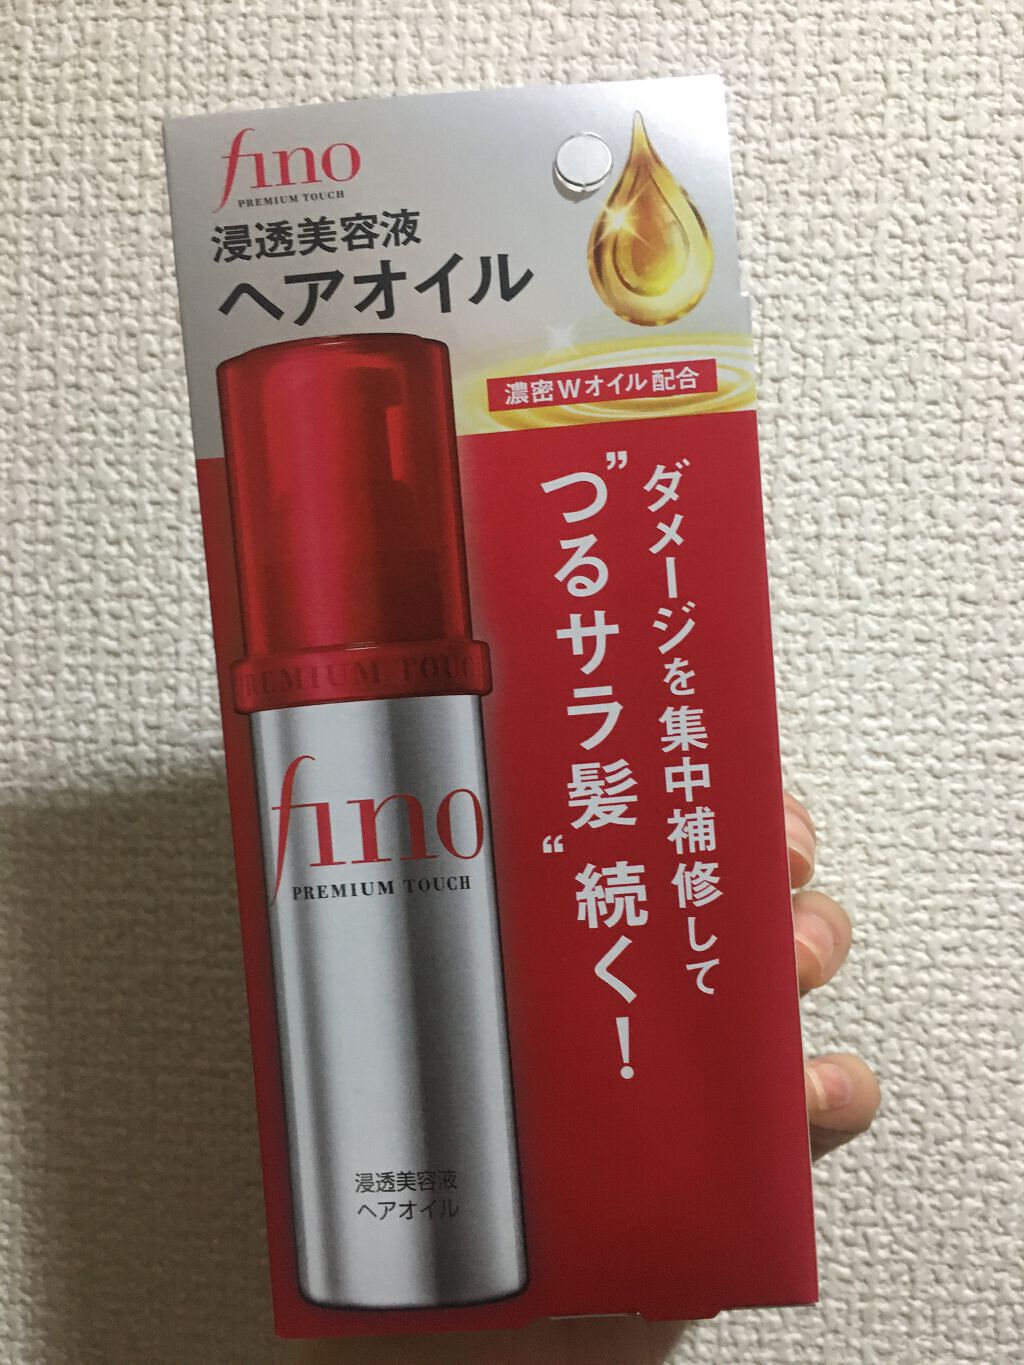 fino
PREMIUM TOUCH
浸透美容液
ヘアオイル
濃密Wオイル配合
ダメージを集中補修して
”つるサラ髪“続く!
REMIUM TOUC
fino
PREMIUM TOUCH
浸透美容液
ヘアオイル